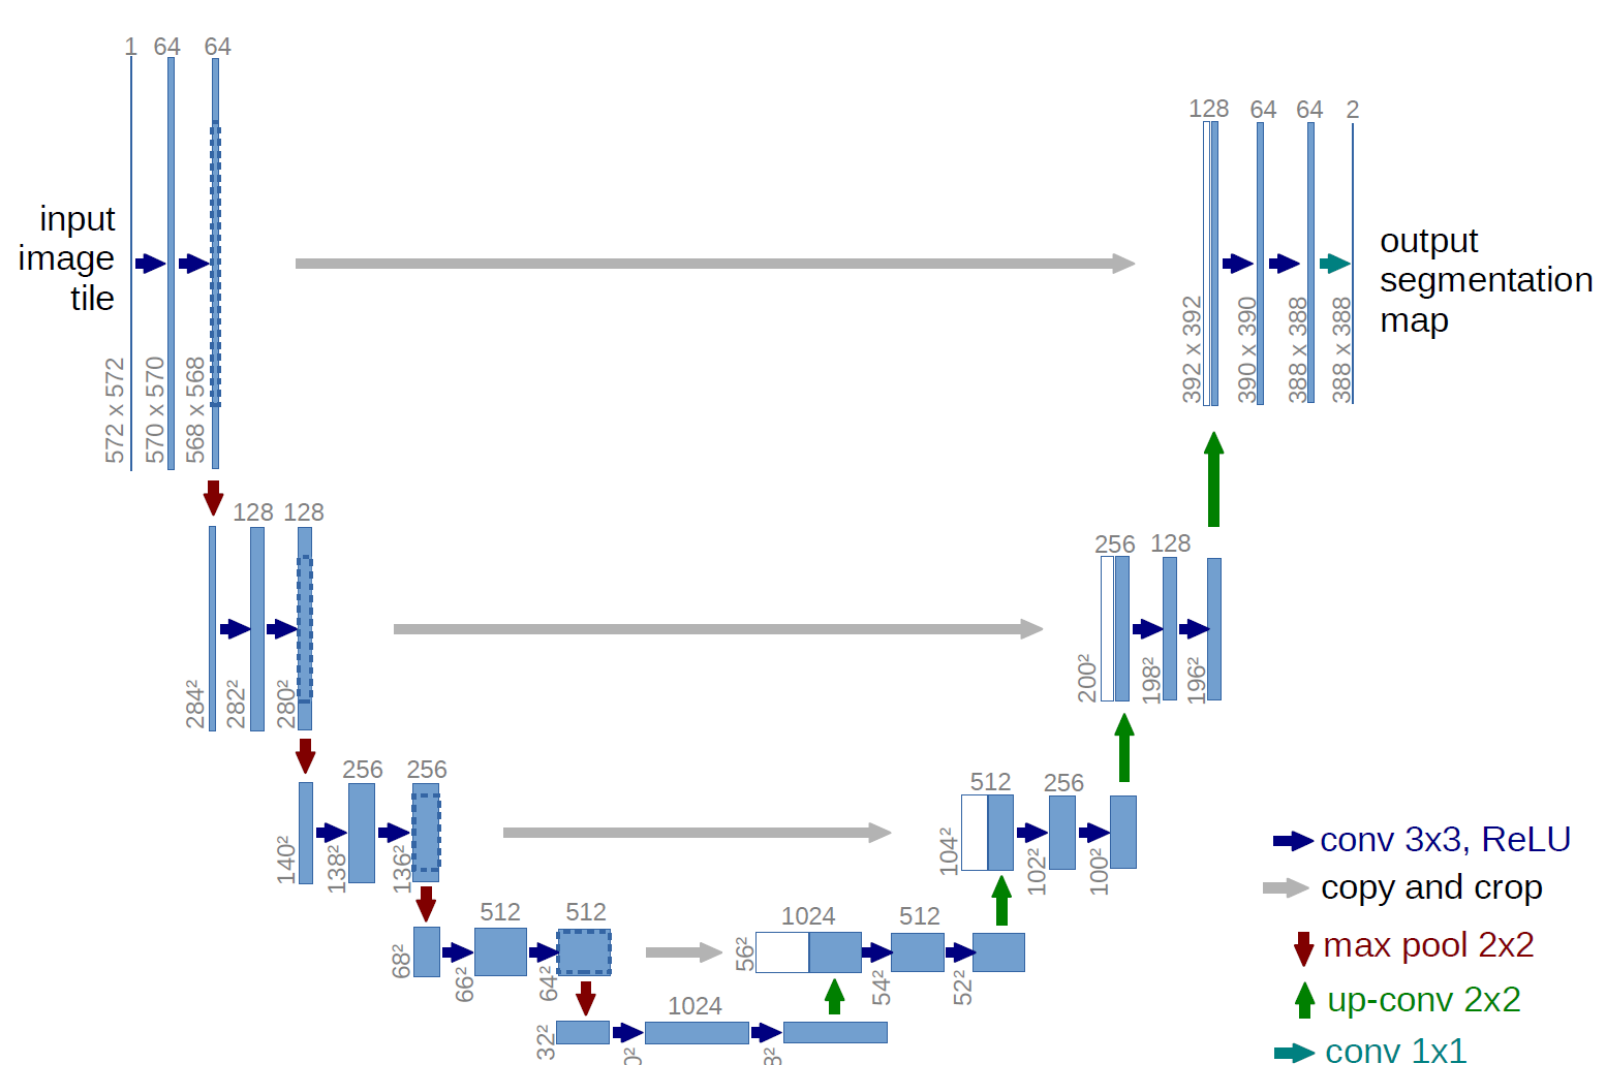 1 64 64
input
image
tile
572 x 572
570 x 570
568 x 568
128 64 64 2
output
segmentation
map
392 x 392
390 x 390
388 x 388
388 x 388
128 128
284²
282²
280²
256 128
200²
198²
196²
256 256
140²
138²
136²
512 256
104²
102²
100²
512 512
68²
66²
64²
1024 512
56²
54²
52²
1024
32²
conv 3x3, ReLU
copy and crop
max pool 2x2
up-conv 2x2
conv 1x1